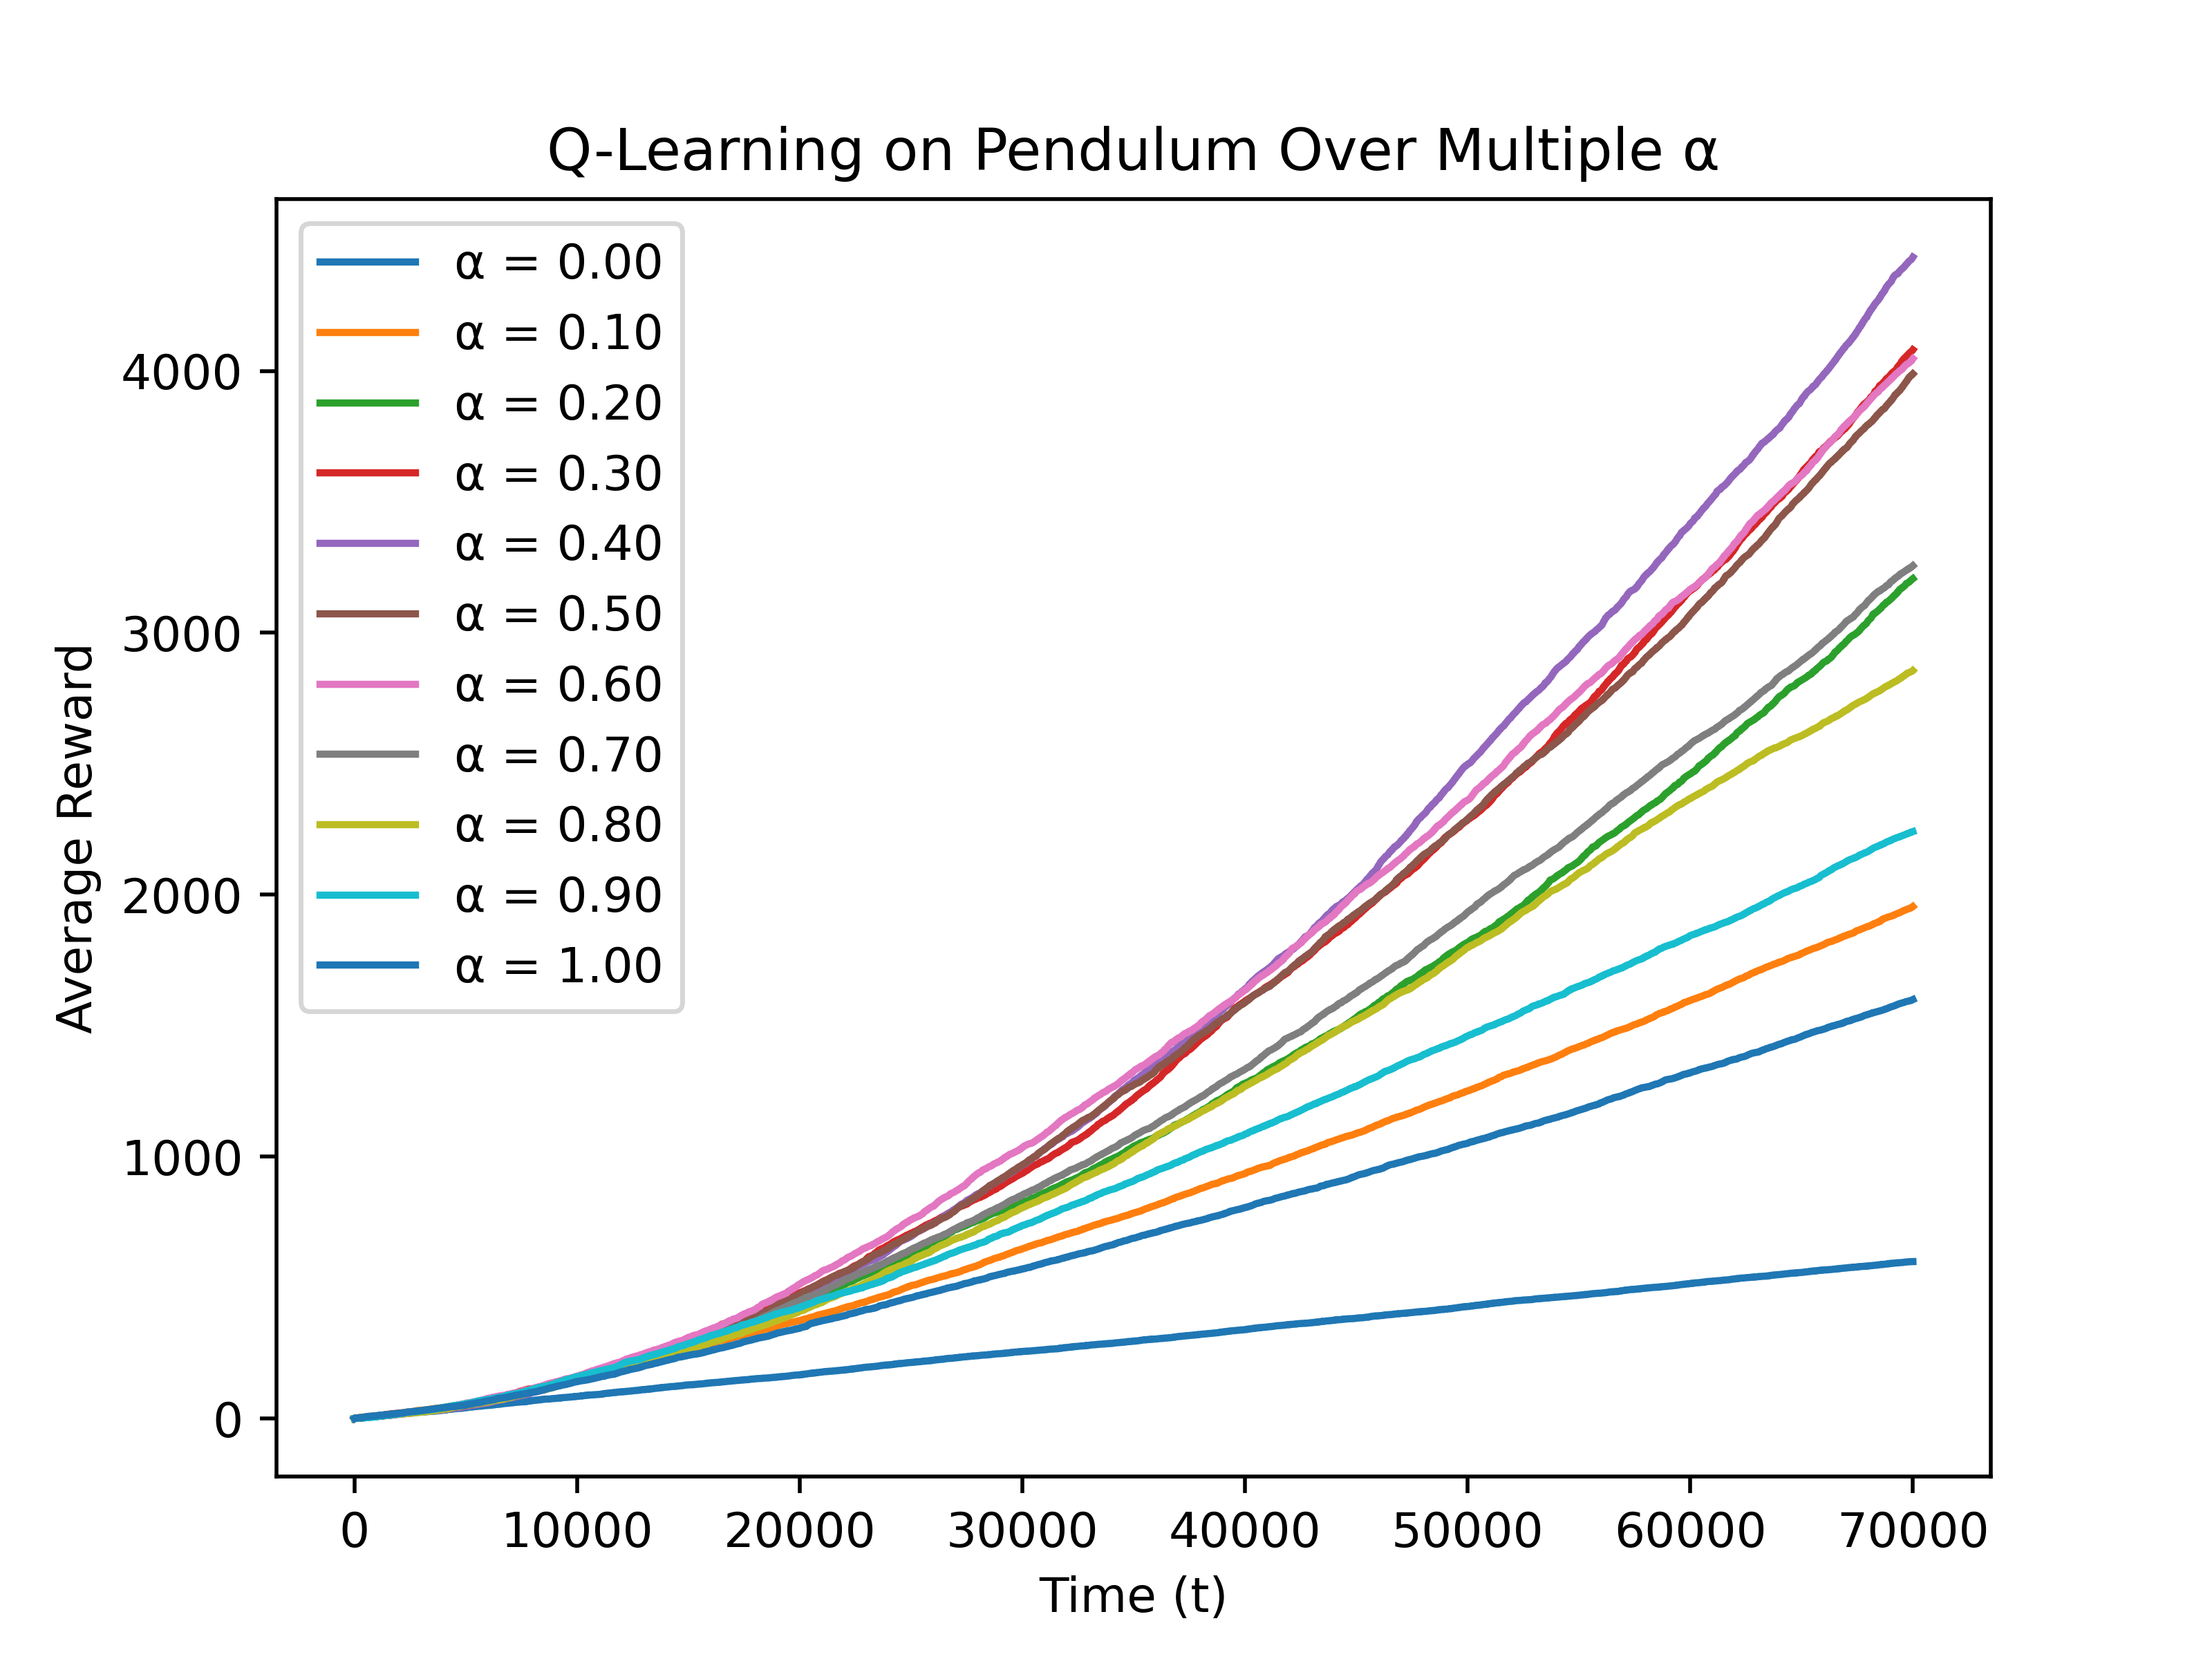 Q-Learning on Pendulum Over Multiple α
α = 0.00
α = 0.10
α = 0.20
α = 0.30
α = 0.40
α = 0.50
α = 0.60
α = 0.70
α = 0.80
α = 0.90
α = 1.00
Average Reward
4000
3000
2000
1000
0
0 10000 20000 30000 40000 50000 60000 70000
Time (t)